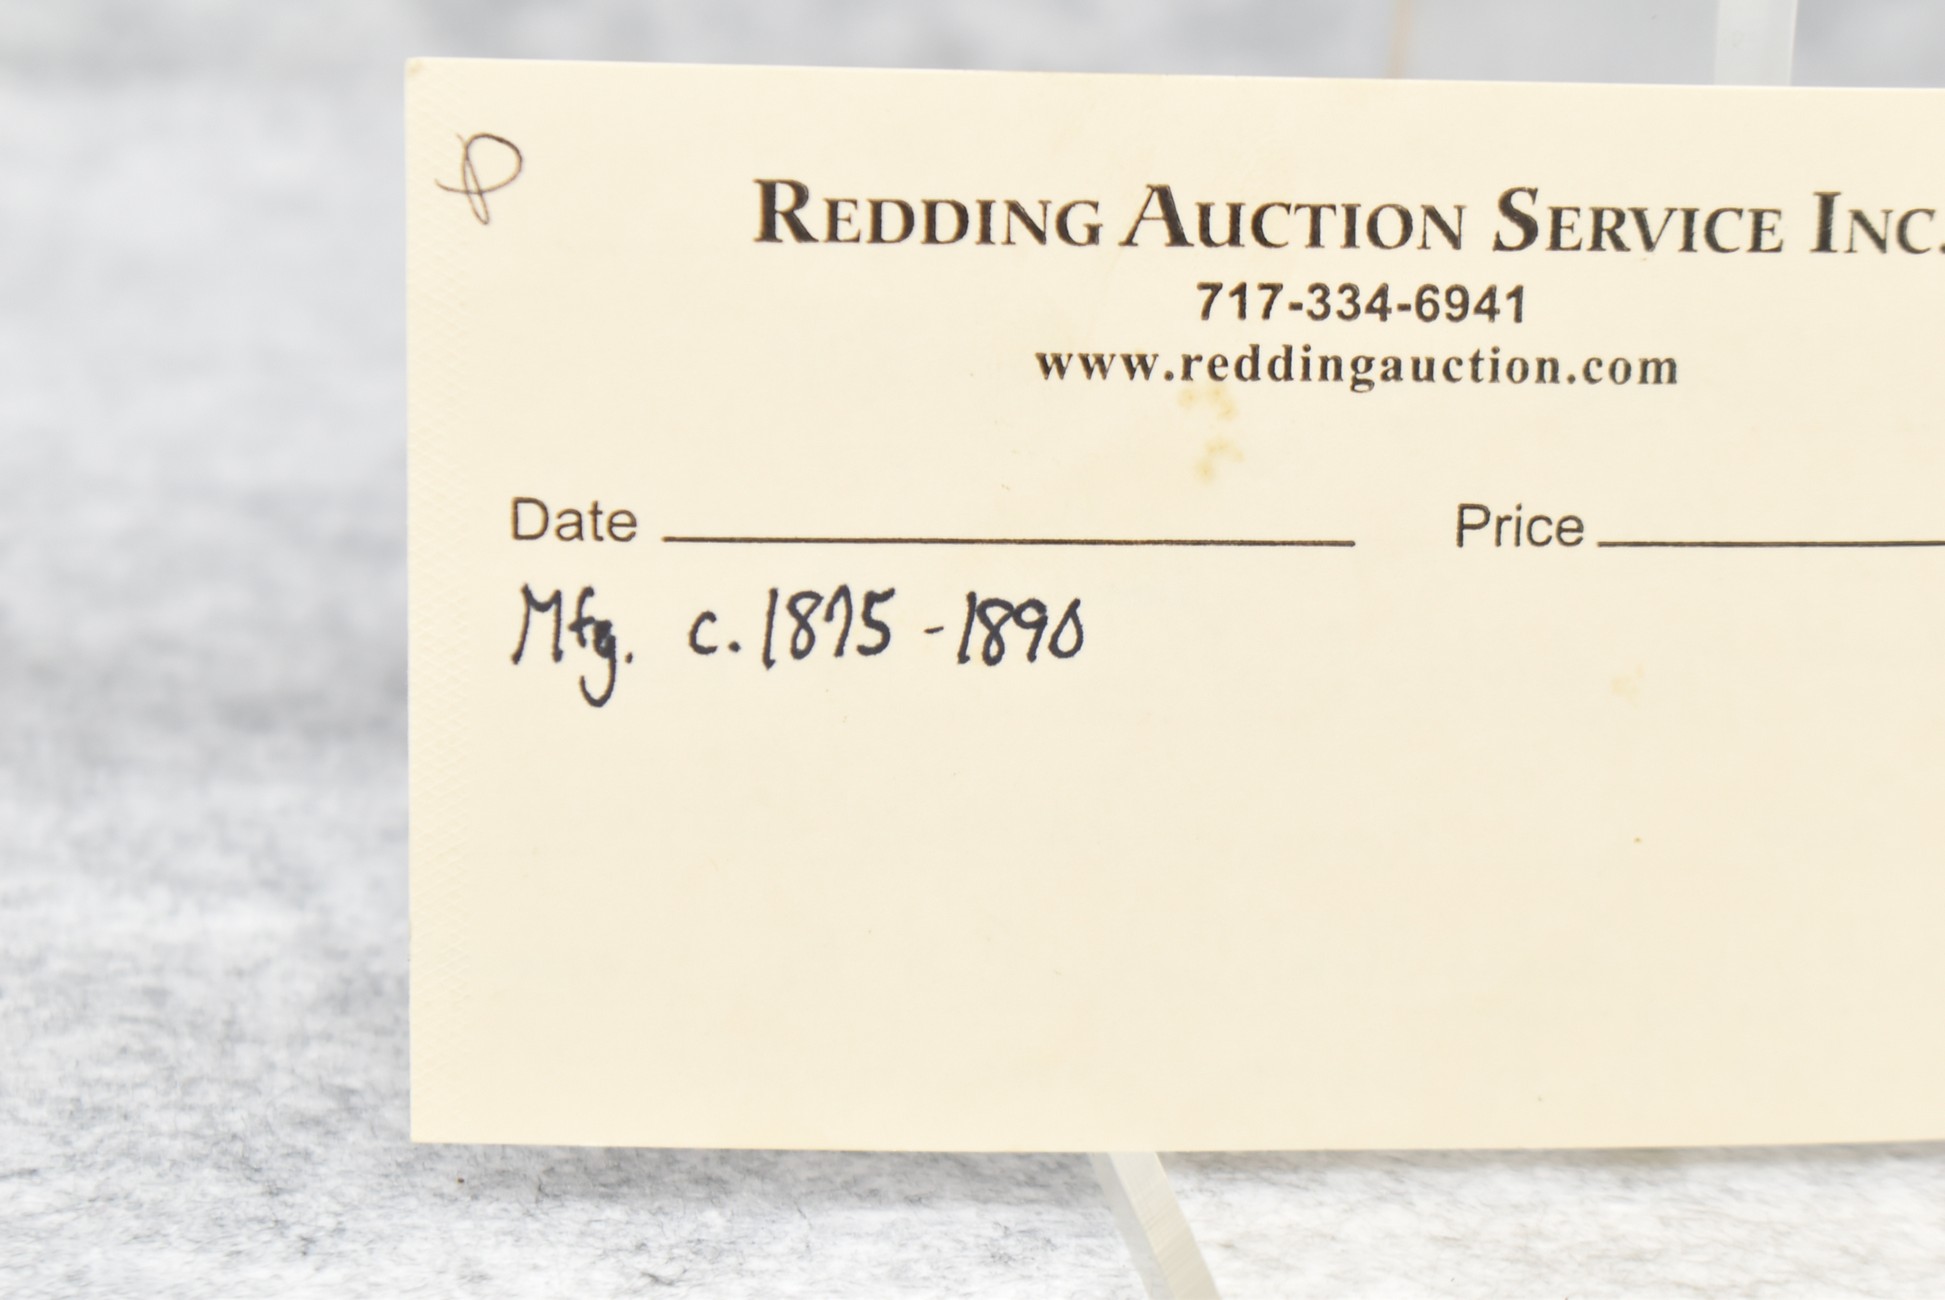 P
REDDING AUCTION SERVICE INC.
717-334-6941
www.reddingauction.com
Date Price
Mfg. c. 1875-1890